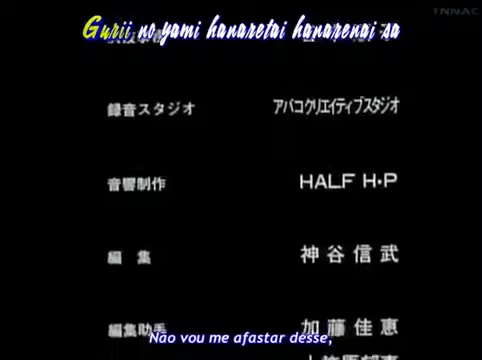 TNNAC
Gurii no yami hanaretai hanarenai sa
録音スタジオ アバコクリエイティブスタジオ
音響制作 HALF H・P
編集 神谷信武
編集助手 加藤佳恵
Não vou me afastar desse,